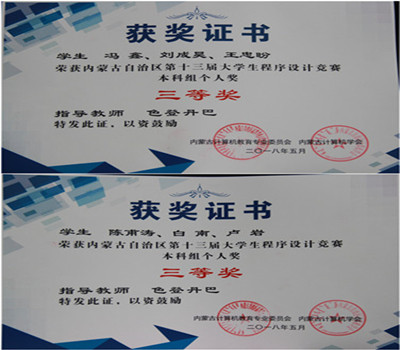 获奖证书
学生 冯鑫、刘成昊、王忠盼
荣获内蒙古自治区第十三届大学生程序设计竞赛
本科组个人奖
三等奖
指导教师 色登丹巴
特发此证，以资鼓励
内蒙古计算机教育专业委员会 内蒙古计算机学会
二〇一八年五月
获奖证书
学生 陈甫涛、白南、卢岩
荣获内蒙古自治区第十三届大学生程序设计竞赛
本科组个人奖
三等奖
指导教师 色登丹巴
特发此证，以资鼓励
内蒙古计算机教育专业委员会 内蒙古计算机学会
二〇一八年五月